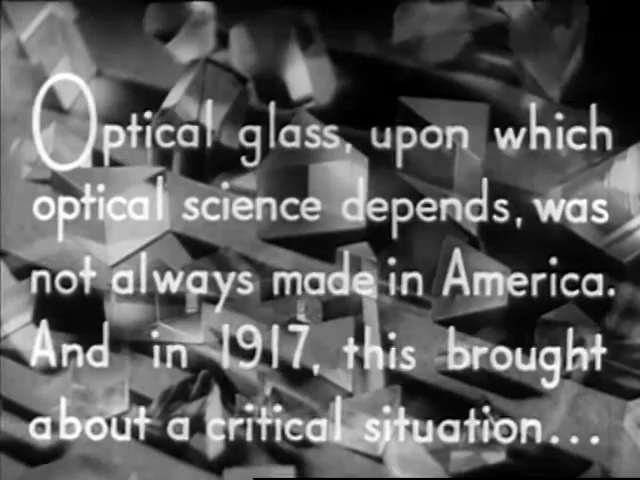 Optical glass, upon which
optical science depends, was
not always made in America.
And in 1917, this brought
about a critical situation...